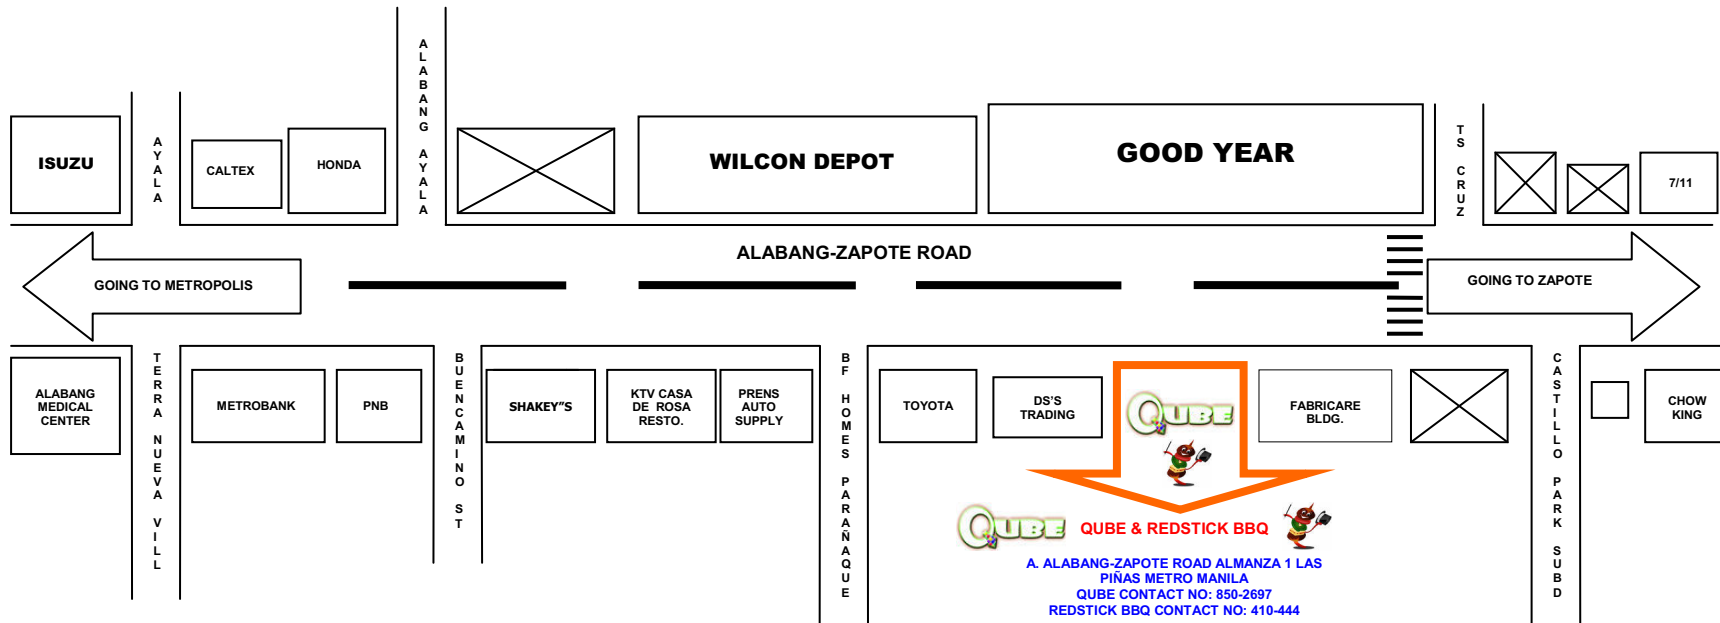 ISUZU
AYALA
CALTEX
HONDA
ALABANG AYALA
WILCON DEPOT
GOOD YEAR
TS CRUZ
7/11
ALABANG-ZAPOTE ROAD
GOING TO METROPOLIS
GOING TO ZAPOTE
ALABANG
MEDICAL
CENTER
TERRA NUEVA VILL
METROBANK
PNB
BUENCAMINO ST
SHAKEY"S
KTV CASA
DE ROSA
RESTO.
PRENS
AUTO
SUPPLY
BF HOMES PARAÑAQUE
TOYOTA
DS'S
TRADING
QUBE
FABRICARE
BLDG.
CASTILLO PARK SUBD
CHOW
KING
QUBE
QUBE & REDSTICK BBQ
A. ALABANG-ZAPOTE ROAD ALMANZA 1 LAS
PIÑAS METRO MANILA
QUBE CONTACT NO: 850-2697
REDSTICK BBQ CONTACT NO: 410-444